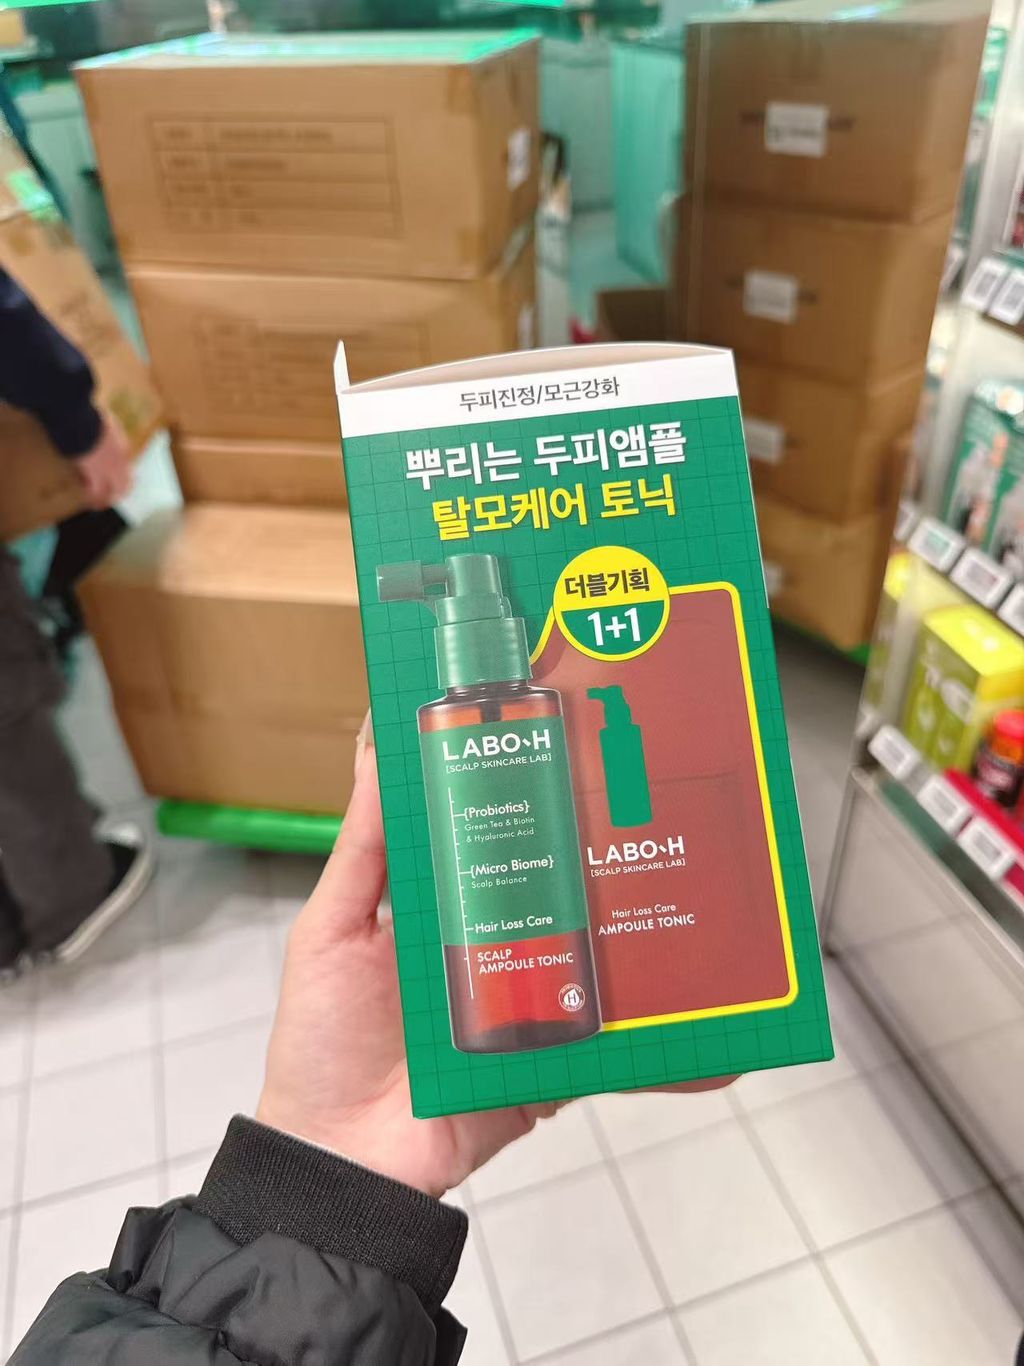 두피진정/모근강화
뿌리는 두피앰플
탈모케어 토닉
더블기획
1+1
LABO-H
[SCALP SKINCARE LAB]
{Probiotics}
Green Tea & Biotin
& Hyaluronic Acid
{Micro Biome}
Scalp Balance
Hair Loss Care
SCALP
AMPOULE TONIC
H
LABO-H
[SCALP SKINCARE LAB]
Hair Loss Care
AMPOULE TONIC